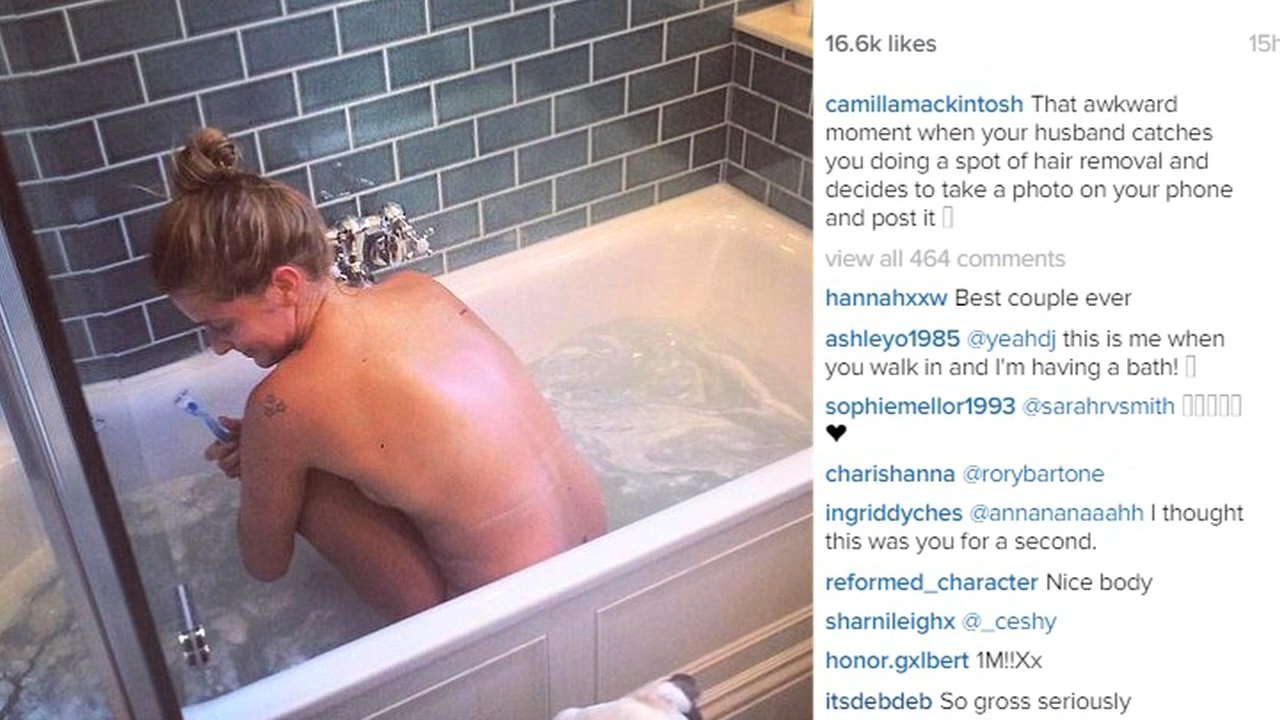 16.6k likes 15h
camillamackintosh That awkward
moment when your husband catches
you doing a spot of hair removal and
decides to take a photo on your phone
and post it
view all 464 comments
hannahxxw Best couple ever
ashleyo1985 @yeahdj this is me when
you walk in and I'm having a bath!
sophiemellor1993 @sarahrvsmith
♥
charishanna @rorybartone
ingriddyches @annananaaahh I thought
this was you for a second.
reformed_character Nice body
sharnileighx @_ceshy
honor.gxlbert 1M!!Xx
itsdebdeb So gross seriously